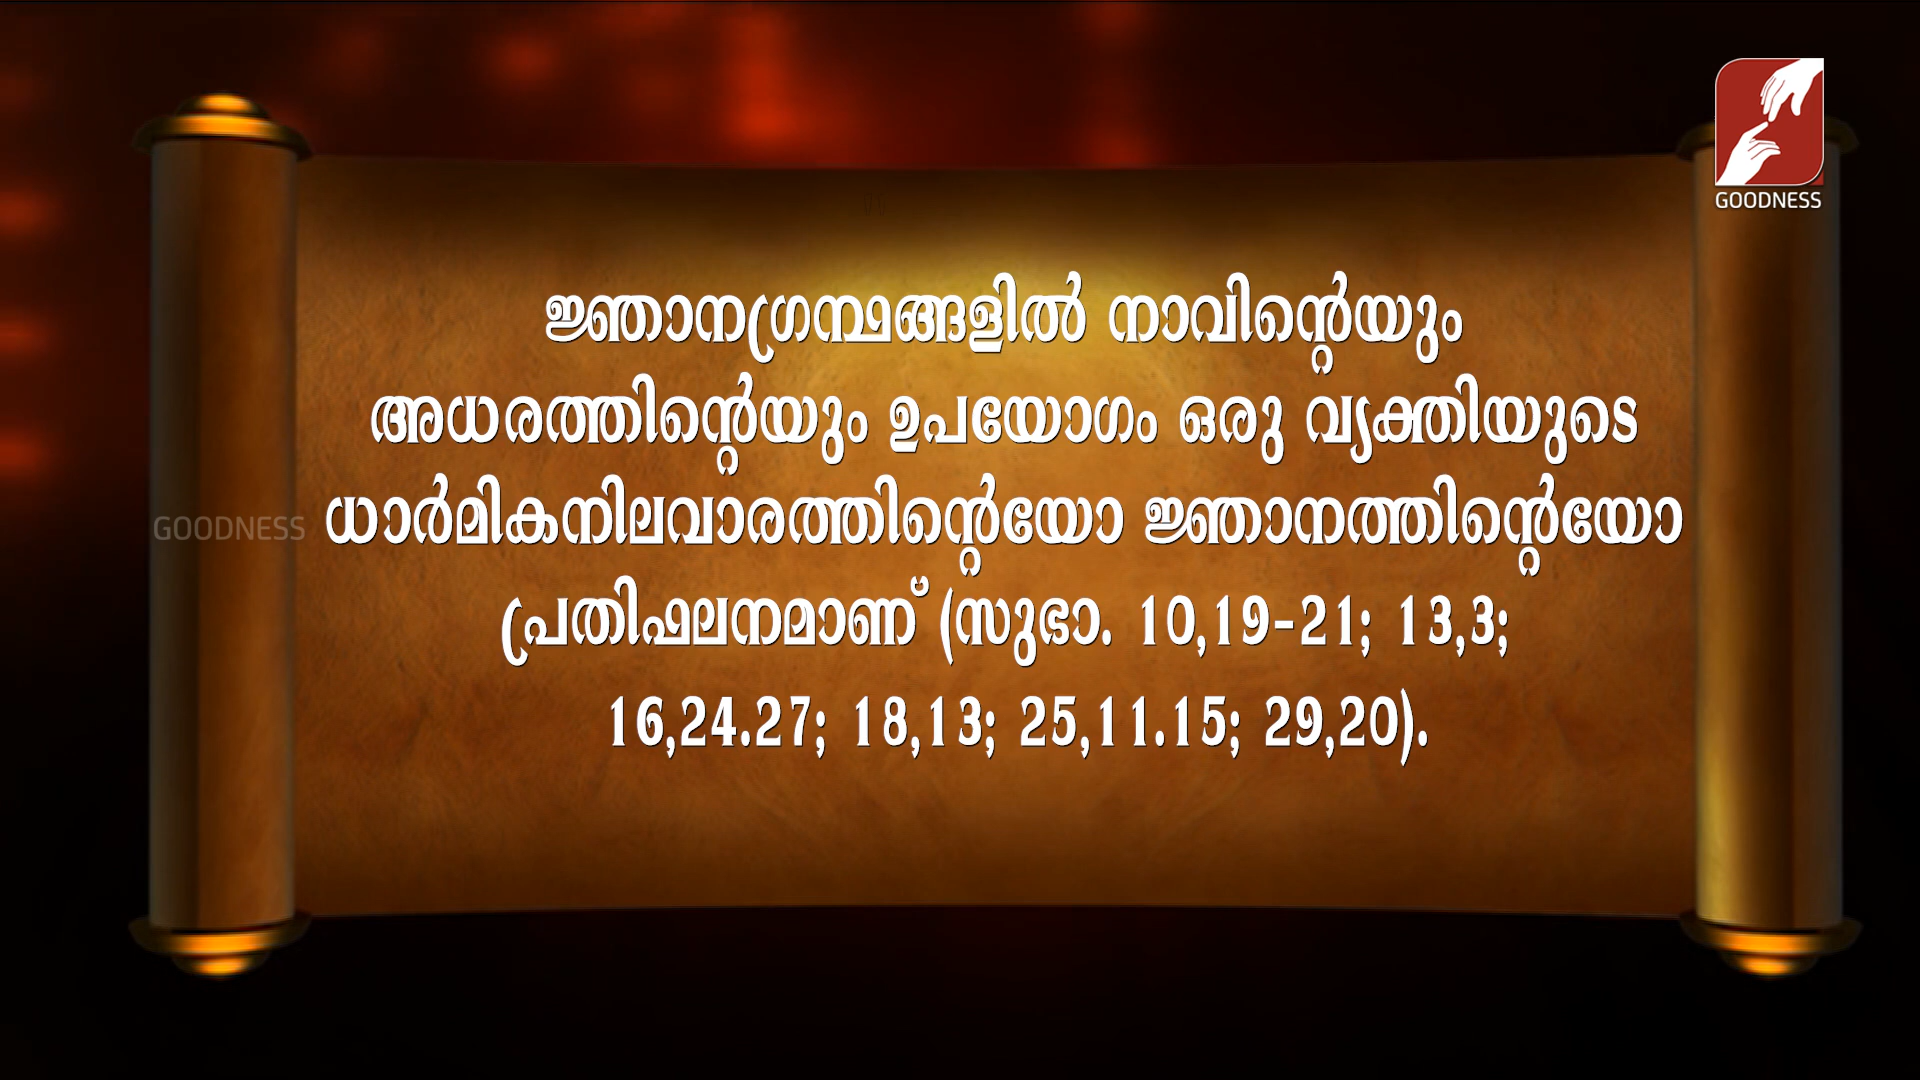 GOODNESS
ജ്ഞാനഗ്രന്ഥങ്ങളിൽ നാവിന്റെയും
അധരത്തിന്റെയും ഉപയോഗം ഒരു വ്യക്തിയുടെ
ധാർമികനിലവാരത്തിന്റെയോ ജ്ഞാനത്തിന്റെയോ
പ്രതിഫലനമാണ് (സുഭാ. 10,19-21; 13,3;
16,24.27; 18,13; 25,11.15; 29,20).
GOODNESS